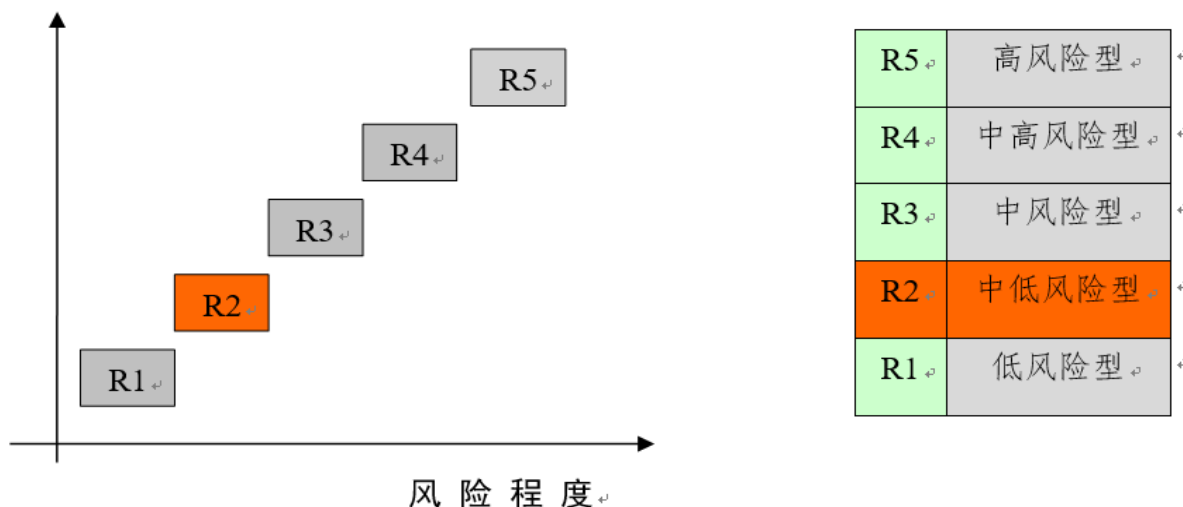 R5
R4
R3
R2
R1
风险程度
R5 高风险型
R4 中高风险型
R3 中风险型
R2 中低风险型
R1 低风险型